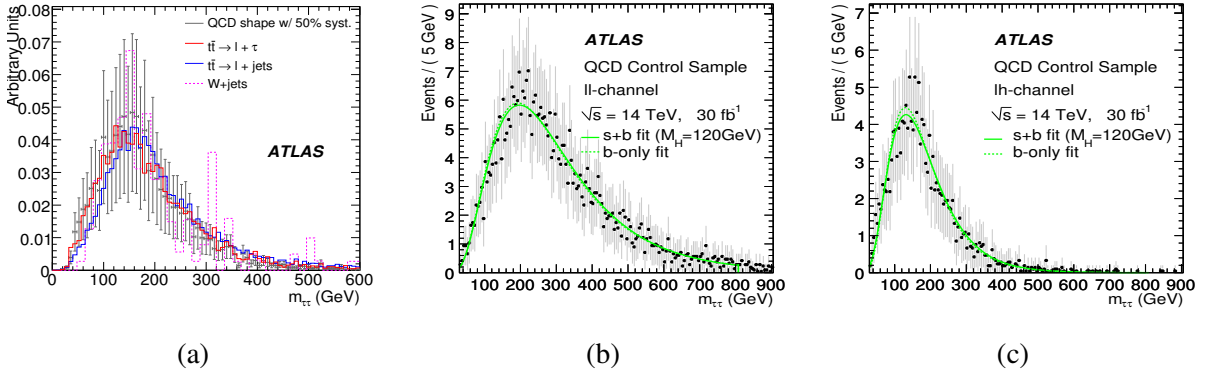 Arbitrary Units
0.08
0.07
0.06
0.05
0.04
0.03
0.02
0.01
0
QCD shape w/ 50% syst.
tt̄ → l + τ
tt̄ → l + jets
W+jets
ATLAS
0 100 200 300 400 500 600
m_ττ (GeV)
(a)
Events / ( 5 GeV )
9
8
7
6
5
4
3
2
1
0
ATLAS
QCD Control Sample
ll-channel
√s = 14 TeV, 30 fb⁻¹
s+b fit (M_H=120GeV)
b-only fit
100 200 300 400 500 600 700 800 900
m_ττ (GeV)
(b)
Events / ( 5 GeV )
7
6
5
4
3
2
1
0
ATLAS
QCD Control Sample
lh-channel
√s = 14 TeV, 30 fb⁻¹
s+b fit (M_H=120GeV)
b-only fit
100 200 300 400 500 600 700 800 900
m_ττ (GeV)
(c)